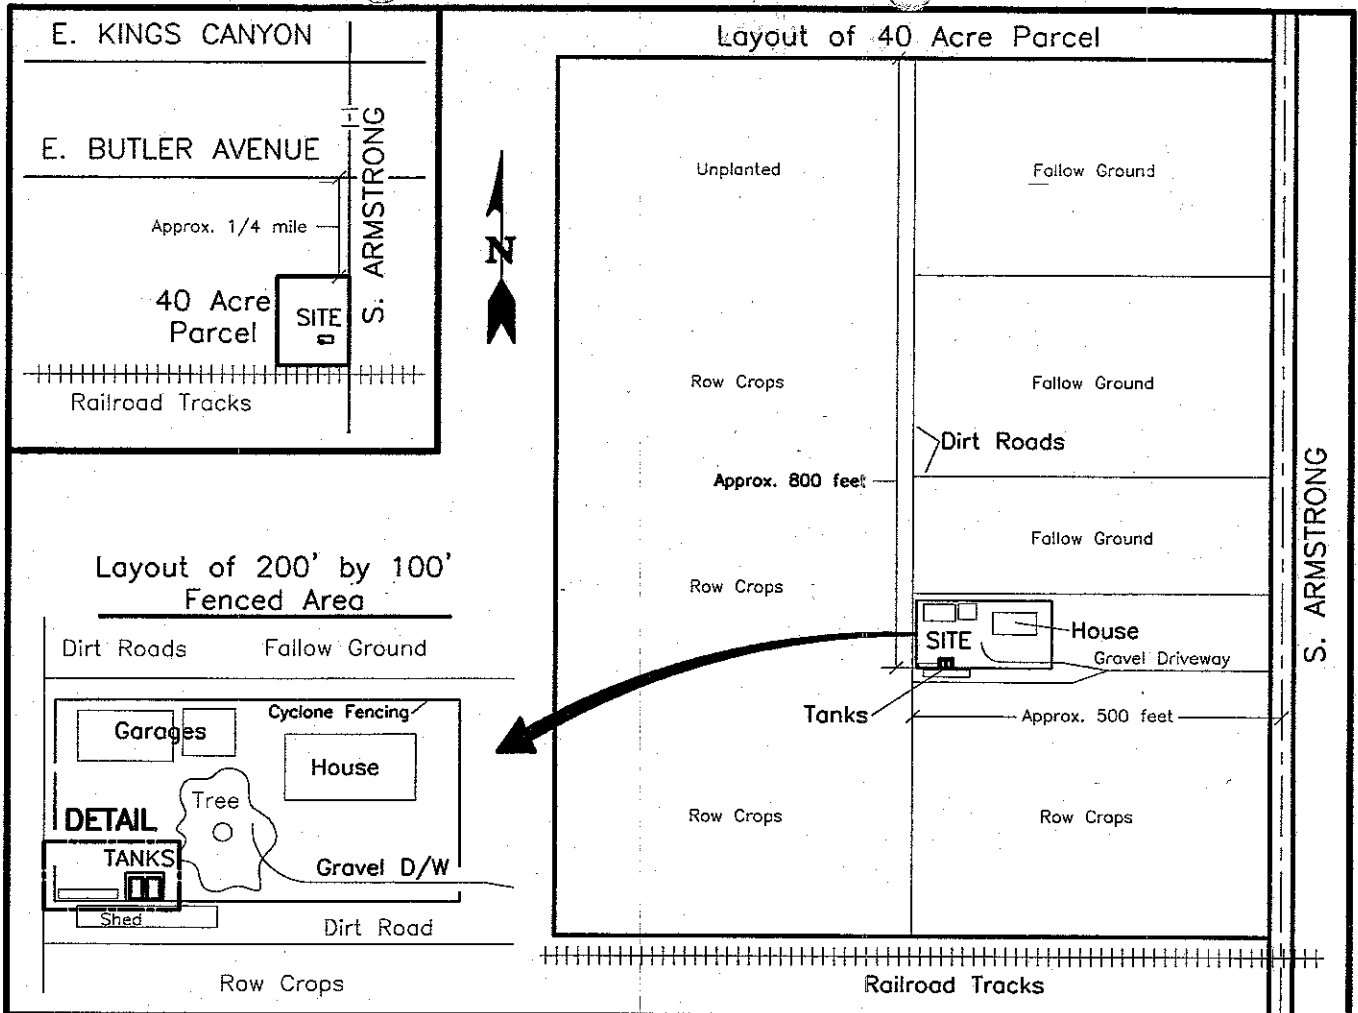 E. KINGS CANYON
E. BUTLER AVENUE
Approx. 1/4 mile
S. ARMSTRONG
40 Acre
Parcel
SITE
Railroad Tracks
N
Layout of 40 Acre Parcel
Unplanted
Fallow Ground
Row Crops
Fallow Ground
Dirt Roads
Approx. 800 feet
Fallow Ground
Row Crops
SITE
House
Gravel Driveway
Tanks
Approx. 500 feet
Row Crops
Row Crops
S. ARMSTRONG
Railroad Tracks
Layout of 200' by 100'
Fenced Area
Dirt Roads
Fallow Ground
Cyclone Fencing
Garages
House
Tree
DETAIL
TANKS
Gravel D/W
Shed
Dirt Road
Row Crops